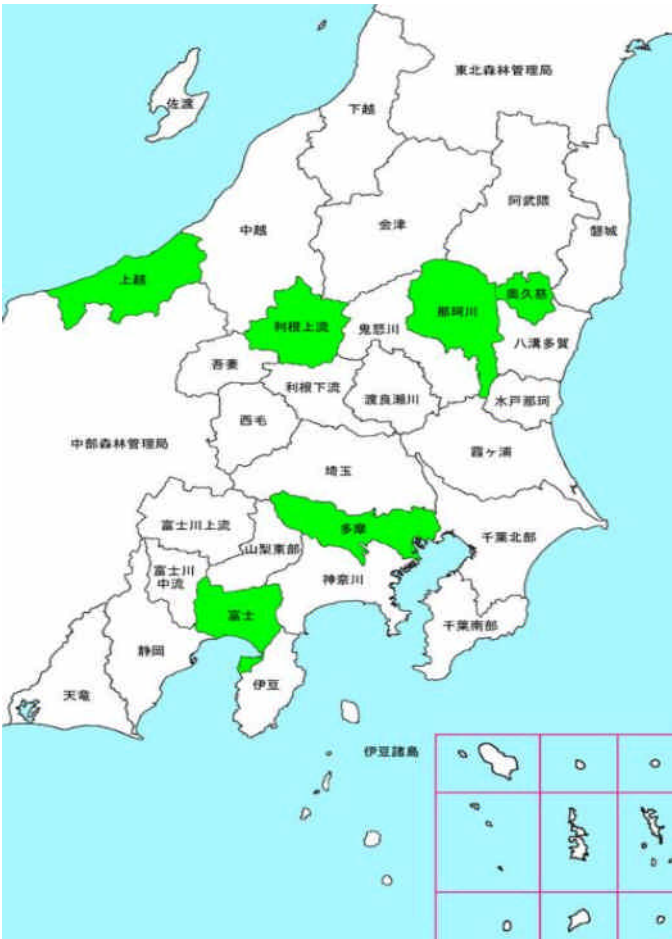 東北森林管理局
佐渡
下越
阿武隈
会津
中越
磐城
上越
奥久慈
那珂川
利根上流
鬼怒川
八溝多賀
吾妻
利根下流
渡良瀬川
水戸那珂
西毛
中部森林管理局
霞ヶ浦
埼玉
富士川上流
多摩
千葉北部
山梨東部
富士川
中流
神奈川
富士
千葉南部
静岡
伊豆
天竜
伊豆諸島